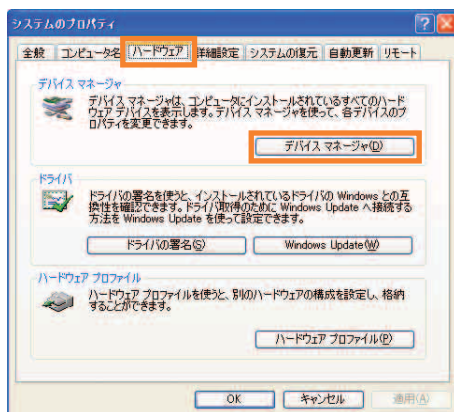 システムのプロパティ
全般 コンピュータ名 ハードウェア 詳細設定 システムの復元 自動更新 リモート
デバイス マネージャ
デバイス マネージャは、コンピュータにインストールされているすべてのハード
ウェア デバイスを表示します。デバイス マネージャを使って、各デバイスのプ
ロパティを変更できます。
デバイス マネージャ(D)
ドライバ
ドライバの署名を使うと、インストールされているドライバの Windows との互
換性を確認できます。ドライバ取得のために Windows Update へ接続する
方法を Windows Update を使って設定できます。
ドライバの署名(S) Windows Update(W)
ハードウェア プロファイル
ハードウェア プロファイルを使うと、別のハードウェアの構成を設定し、格納
することができます。
ハードウェア プロファイル(P)
OK キャンセル 適用(A)